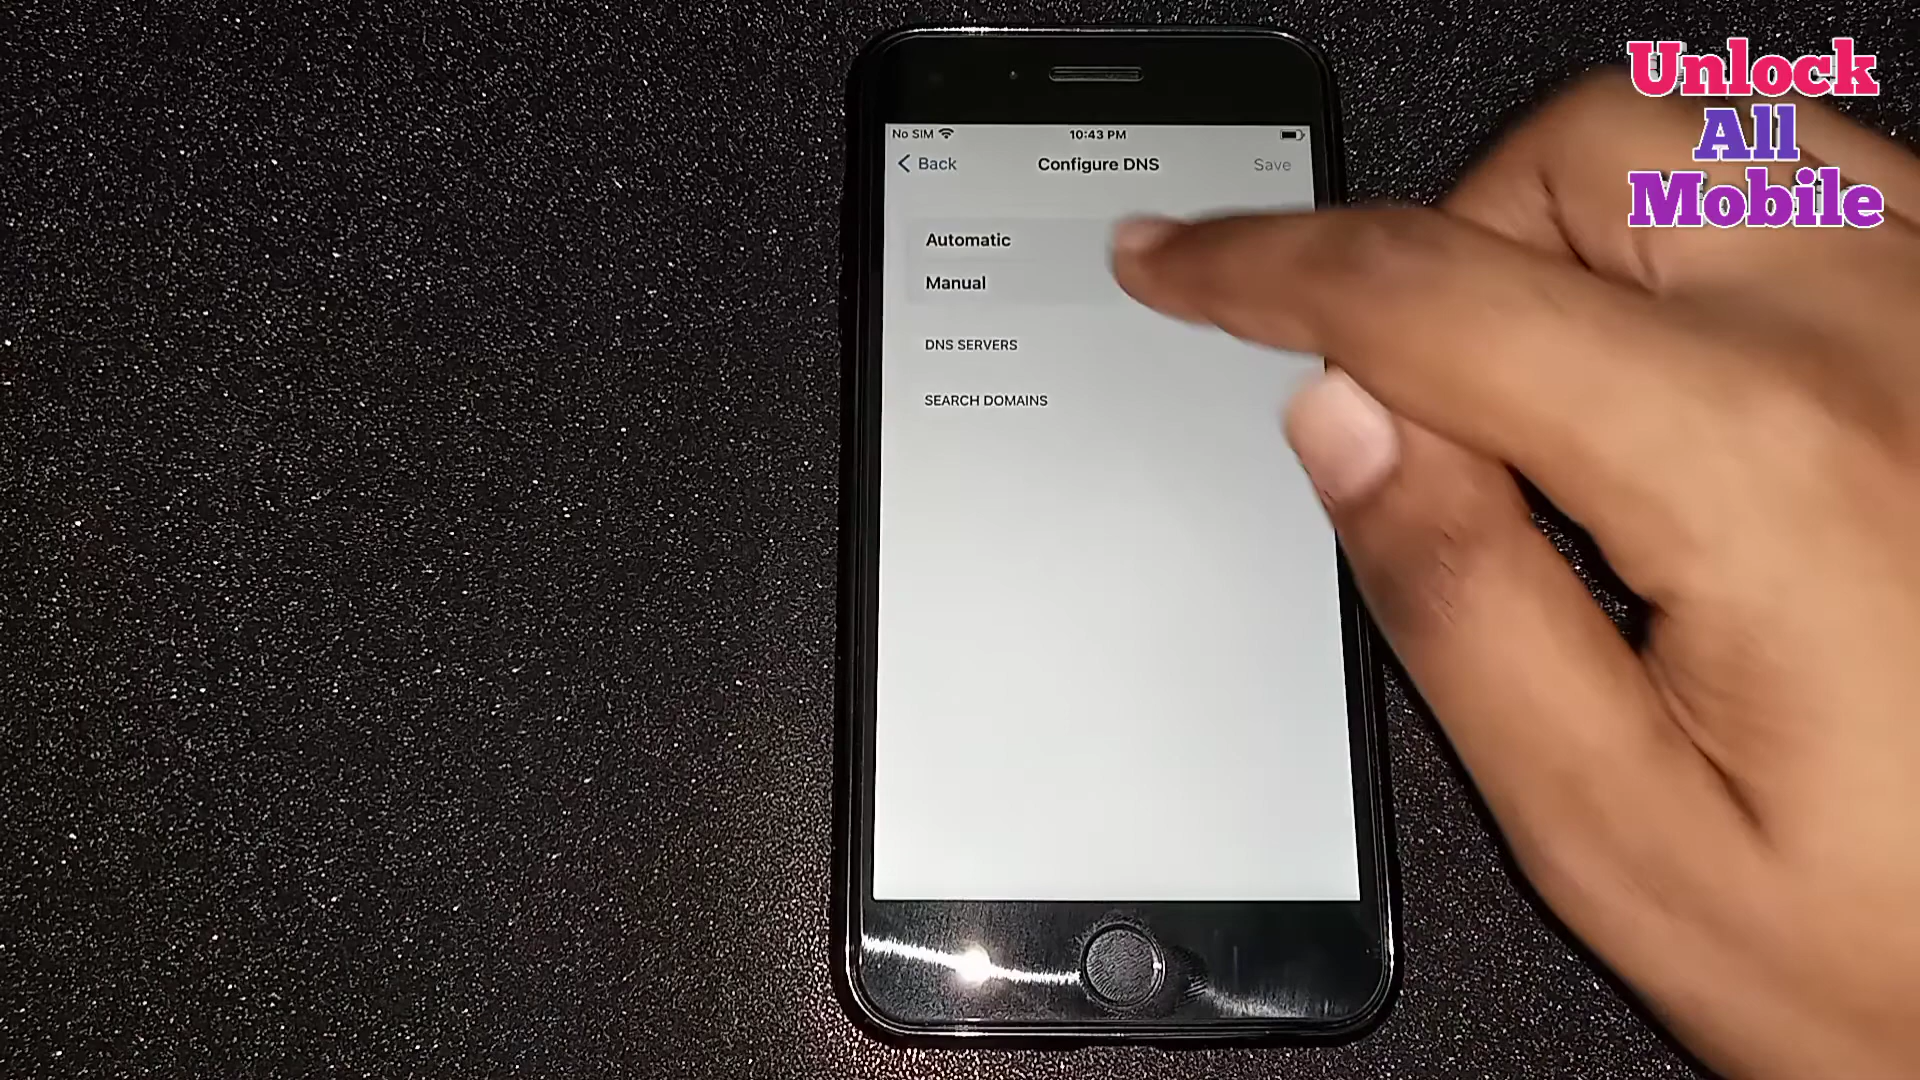 Unlock
All
Mobile
No SIM 10:43 PM
Back Configure DNS Save
Automatic
Manual
DNS SERVERS
SEARCH DOMAINS